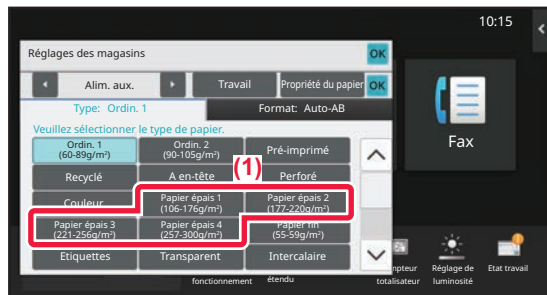 10:15
Réglages des magasins
OK
Alim. aux.
Travail
Propriété du papier
OK
Type: Ordin. 1
Format: Auto-AB
Veuillez sélectionner le type de papier.
Ordin. 1
(60-89g/m²)
Ordin. 2
(90-105g/m²)
Pré-imprimé
Recyclé
A en-tête
(1)
Perforé
Couleur
Papier épais 1
(106-176g/m²)
Papier épais 2
(177-220g/m²)
Papier épais 3
(221-256g/m²)
Papier épais 4
(257-300g/m²)
Papier fin
(55-59g/m²)
Etiquettes
Transparent
Intercalaire
Fax
fonctionnement
étendu
mpteur
totalisateur
Réglage de
luminosité
Etat travail